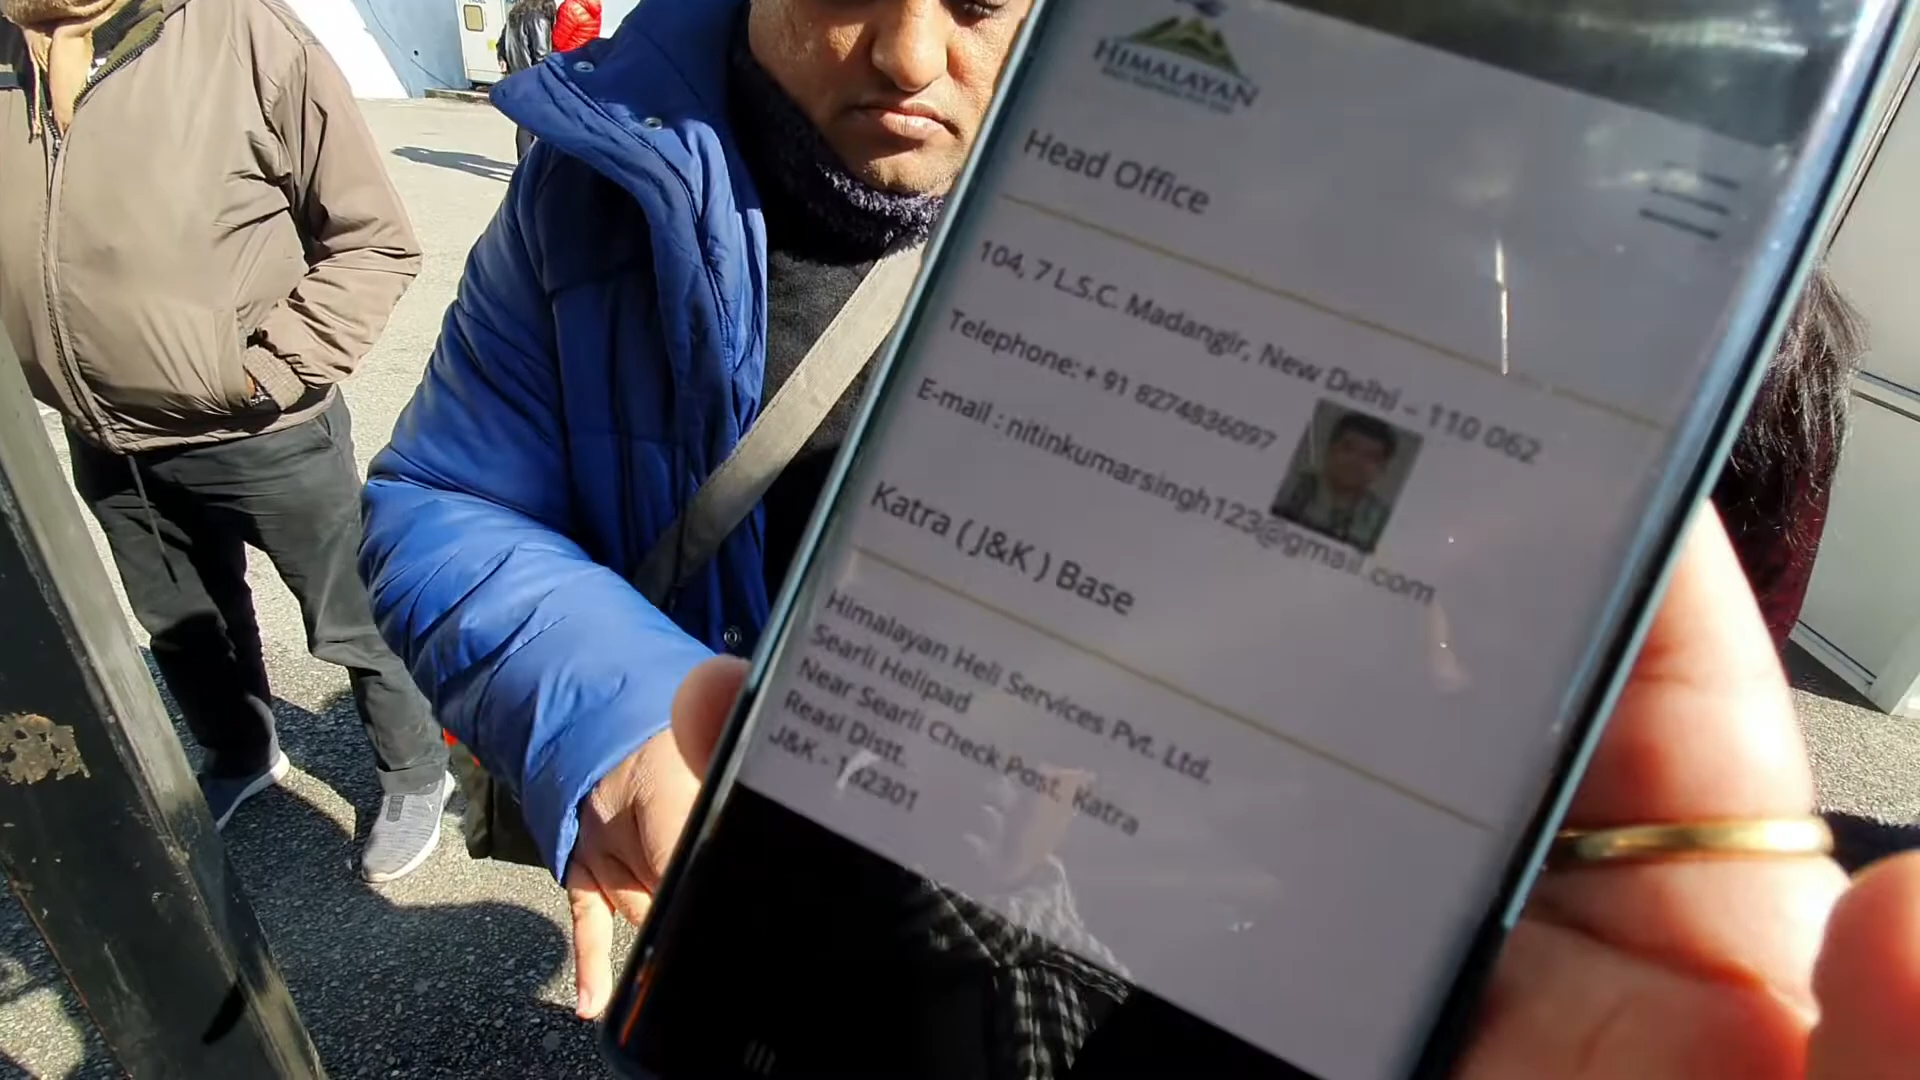 HIMALAYAN
Head Office
104, 7 L.S.C. Madangir, New Delhi – 110 062
Telephone: + 91 8274836097
E-mail : nitinkumarsingh123@gmail.com
Katra ( J&K ) Base
Himalayan Heli Services Pvt. Ltd.
Searli Helipad
Near Searli Check Post, Katra
Reasi Distt.
J&K - 182301